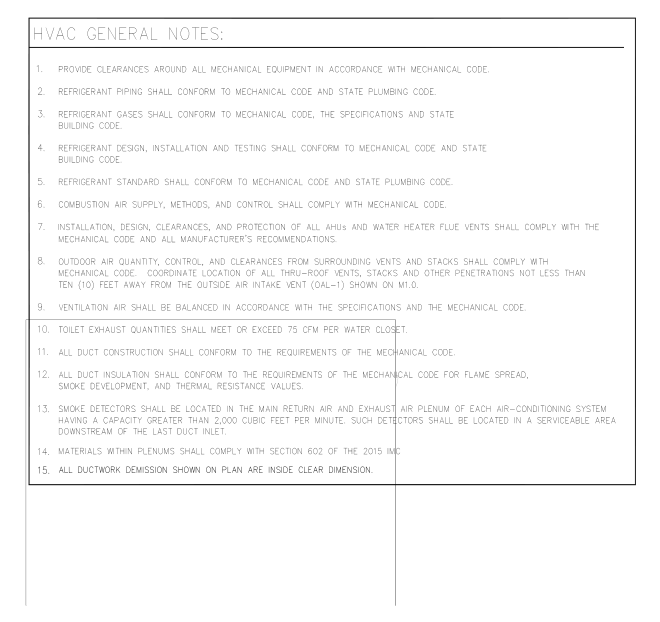 HVAC GENERAL NOTES:
1. PROVIDE CLEARANCES AROUND ALL MECHANICAL EQUIPMENT IN ACCORDANCE WITH MECHANICAL CODE.
2. REFRIGERANT PIPING SHALL CONFORM TO MECHANICAL CODE AND STATE PLUMBING CODE.
3. REFRIGERANT GASES SHALL CONFORM TO MECHANICAL CODE, THE SPECIFICATIONS AND STATE
BUILDING CODE.
4. REFRIGERANT DESIGN, INSTALLATION AND TESTING SHALL CONFORM TO MECHANICAL CODE AND STATE
BUILDING CODE.
5. REFRIGERANT STANDARD SHALL CONFORM TO MECHANICAL CODE AND STATE PLUMBING CODE.
6. COMBUSTION AIR SUPPLY, METHODS, AND CONTROL SHALL COMPLY WITH MECHANICAL CODE.
7. INSTALLATION, DESIGN, CLEARANCES, AND PROTECTION OF ALL AHUs AND WATER HEATER FLUE VENTS SHALL COMPLY WITH THE
MECHANICAL CODE AND ALL MANUFACTURER'S RECOMMENDATIONS.
8. OUTDOOR AIR QUANTITY, CONTROL, AND CLEARANCES FROM SURROUNDING VENTS AND STACKS SHALL COMPLY WITH
MECHANICAL CODE. COORDINATE LOCATION OF ALL THRU-ROOF VENTS, STACKS AND OTHER PENETRATIONS NOT LESS THAN
TEN (10) FEET AWAY FROM THE OUTSIDE AIR INTAKE VENT (OAL-1) SHOWN ON M1.0.
9. VENTILATION AIR SHALL BE BALANCED IN ACCORDANCE WITH THE SPECIFICATIONS AND THE MECHANICAL CODE.
10. TOILET EXHAUST QUANTITIES SHALL MEET OR EXCEED 75 CFM PER WATER CLOSET.
11. ALL DUCT CONSTRUCTION SHALL CONFORM TO THE REQUIREMENTS OF THE MECHANICAL CODE.
12. ALL DUCT INSULATION SHALL CONFORM TO THE REQUIREMENTS OF THE MECHANICAL CODE FOR FLAME SPREAD,
SMOKE DEVELOPMENT, AND THERMAL RESISTANCE VALUES.
13. SMOKE DETECTORS SHALL BE LOCATED IN THE MAIN RETURN AIR AND EXHAUST AIR PLENUM OF EACH AIR-CONDITIONING SYSTEM
HAVING A CAPACITY GREATER THAN 2,000 CUBIC FEET PER MINUTE. SUCH DETECTORS SHALL BE LOCATED IN A SERVICEABLE AREA
DOWNSTREAM OF THE LAST DUCT INLET.
14. MATERIALS WITHIN PLENUMS SHALL COMPLY WITH SECTION 602 OF THE 2015 IMC
15. ALL DUCTWORK DEMISSION SHOWN ON PLAN ARE INSIDE CLEAR DIMENSION.